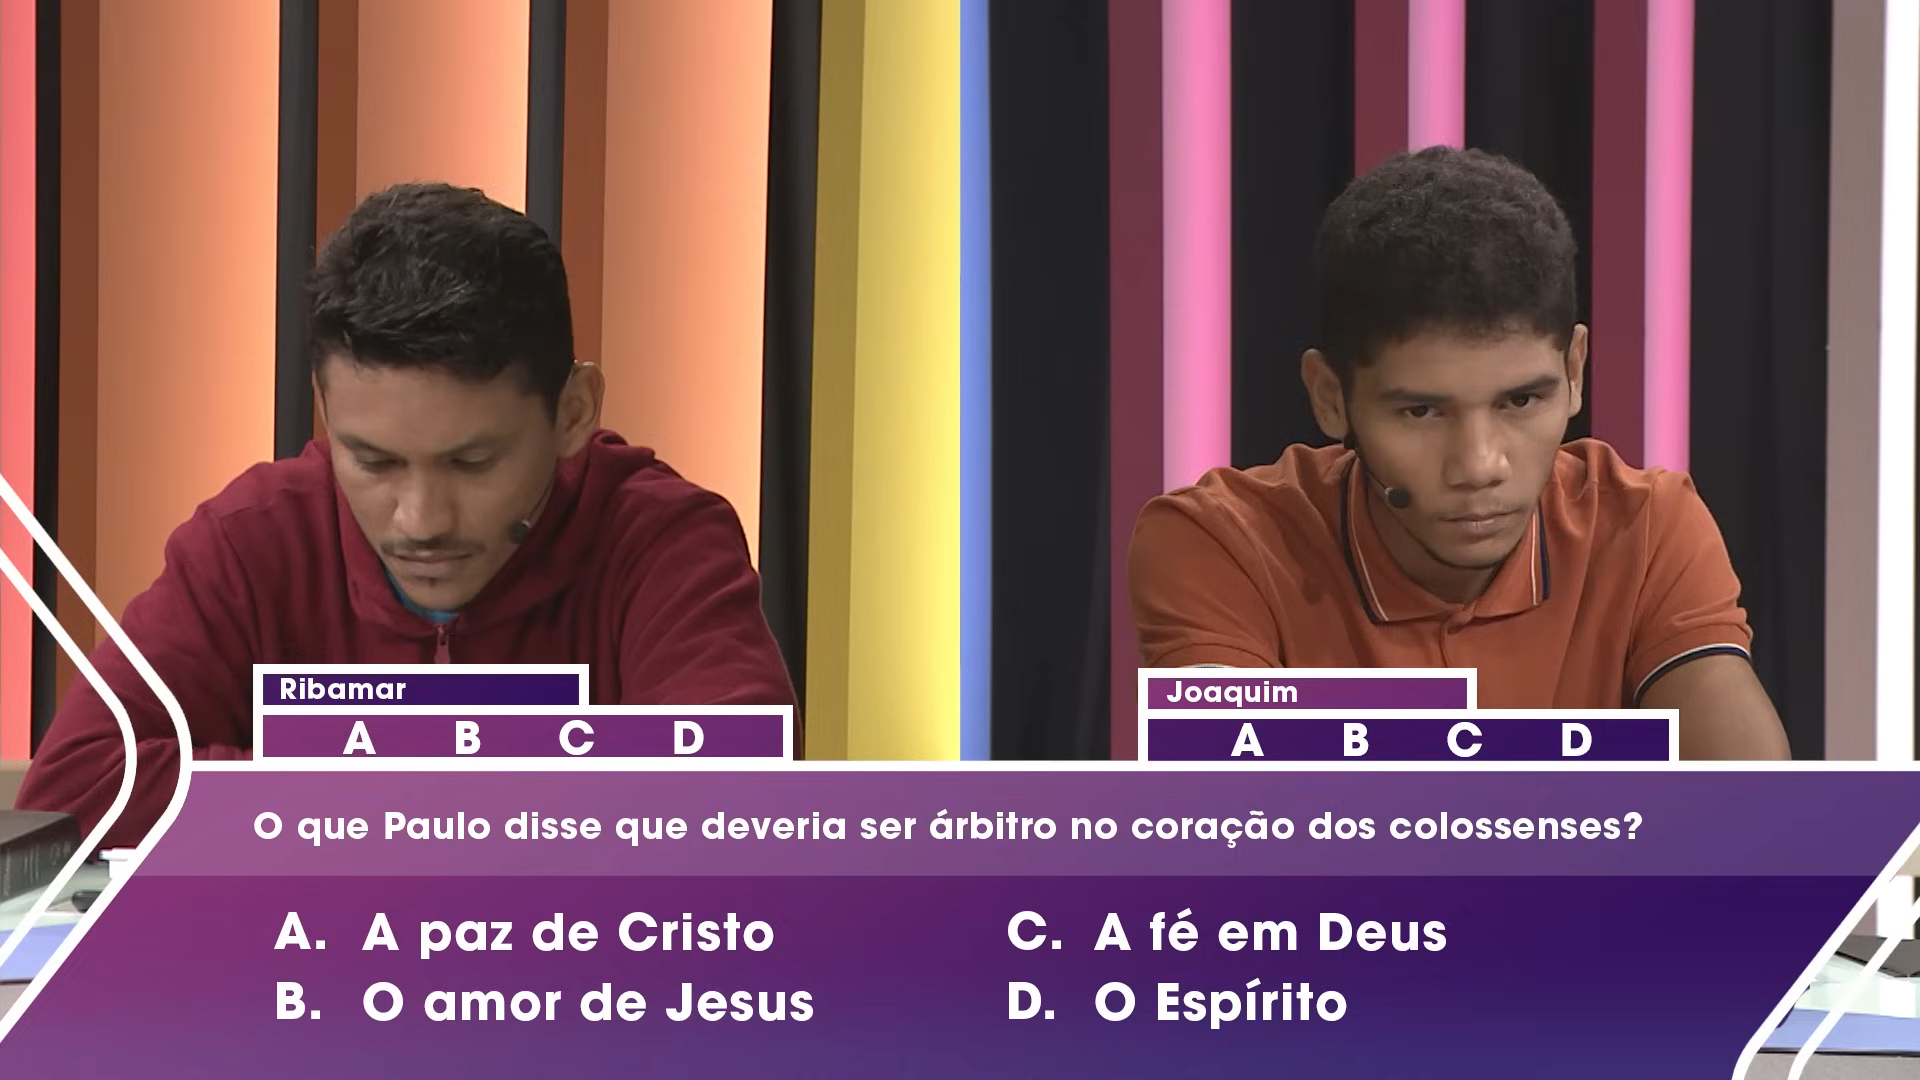 Ribamar
A B C D
Joaquim
A B C D
O que Paulo disse que deveria ser árbitro no coração dos colossenses?
A. A paz de Cristo
B. O amor de Jesus
C. A fé em Deus
D. O Espírito